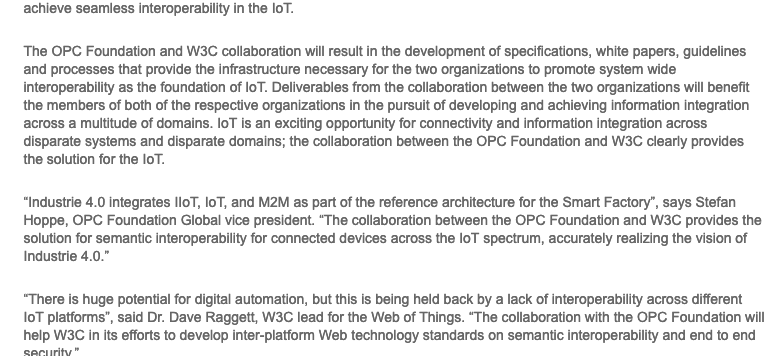 achieve seamless interoperability in the IoT.
The OPC Foundation and W3C collaboration will result in the development of specifications, white papers, guidelines
and processes that provide the infrastructure necessary for the two organizations to promote system wide
interoperability as the foundation of IoT. Deliverables from the collaboration between the two organizations will benefit
the members of both of the respective organizations in the pursuit of developing and achieving information integration
across a multitude of domains. IoT is an exciting opportunity for connectivity and information integration across
disparate systems and disparate domains; the collaboration between the OPC Foundation and W3C clearly provides
the solution for the IoT.
“Industrie 4.0 integrates IIoT, IoT, and M2M as part of the reference architecture for the Smart Factory”, says Stefan
Hoppe, OPC Foundation Global vice president. “The collaboration between the OPC Foundation and W3C provides the
solution for semantic interoperability for connected devices across the IoT spectrum, accurately realizing the vision of
Industrie 4.0.”
“There is huge potential for digital automation, but this is being held back by a lack of interoperability across different
IoT platforms”, said Dr. Dave Raggett, W3C lead for the Web of Things. “The collaboration with the OPC Foundation will
help W3C in its efforts to develop inter-platform Web technology standards on semantic interoperability and end to end
security.”